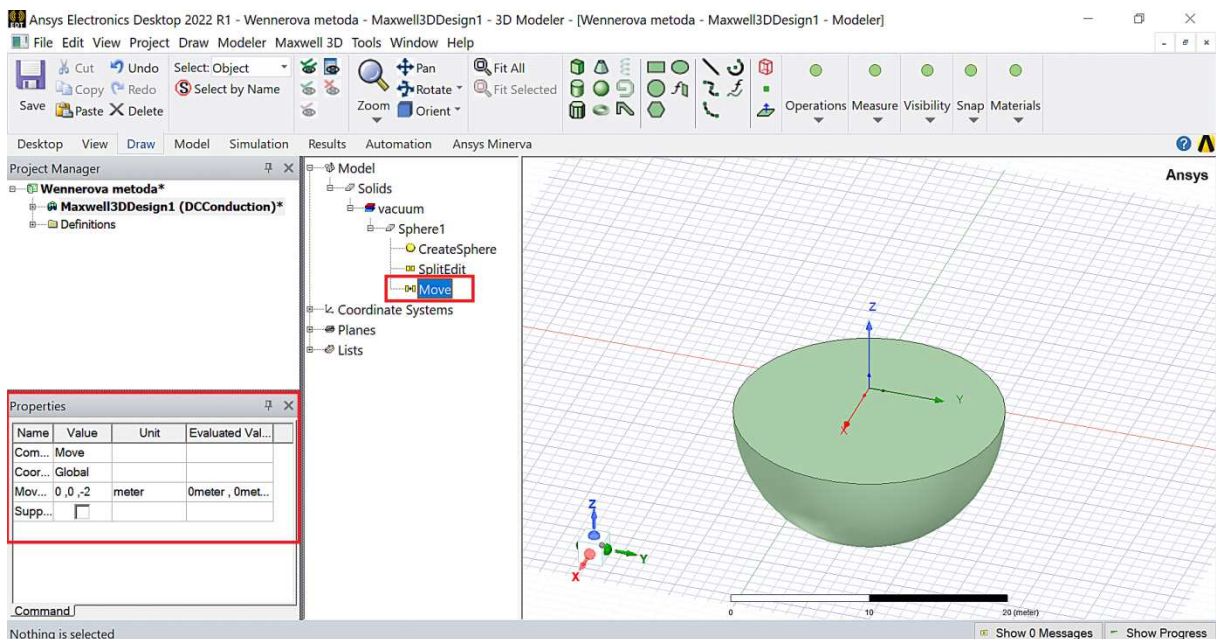 Ansys Electronics Desktop 2022 R1 - Wennerova metoda - Maxwell3DDesign1 - 3D Modeler - [Wennerova metoda - Maxwell3DDesign1 - Modeler]
File Edit View Project Draw Modeler Maxwell 3D Tools Window Help
Cut Undo Select: Object Pan Fit All
Copy Redo Select by Name Rotate Fit Selected
Save Paste Delete Zoom Orient Operations Measure Visibility Snap Materials
Desktop View Draw Model Simulation Results Automation Ansys Minerva
Project Manager
Wennerova metoda*
Maxwell3DDesign1 (DCConduction)*
Definitions
Model
Solids
vacuum
Sphere1
CreateSphere
SplitEdit
Move
Coordinate Systems
Planes
Lists
Ansys
Z
Y
X
Z
Y
X
0 10 20 (meter)
Properties
Name Value Unit Evaluated Val...
Com... Move
Coor... Global
Mov... 0 ,0 ,-2 meter 0meter , 0met...
Supp...
Command
Nothing is selected
Show 0 Messages Show Progress